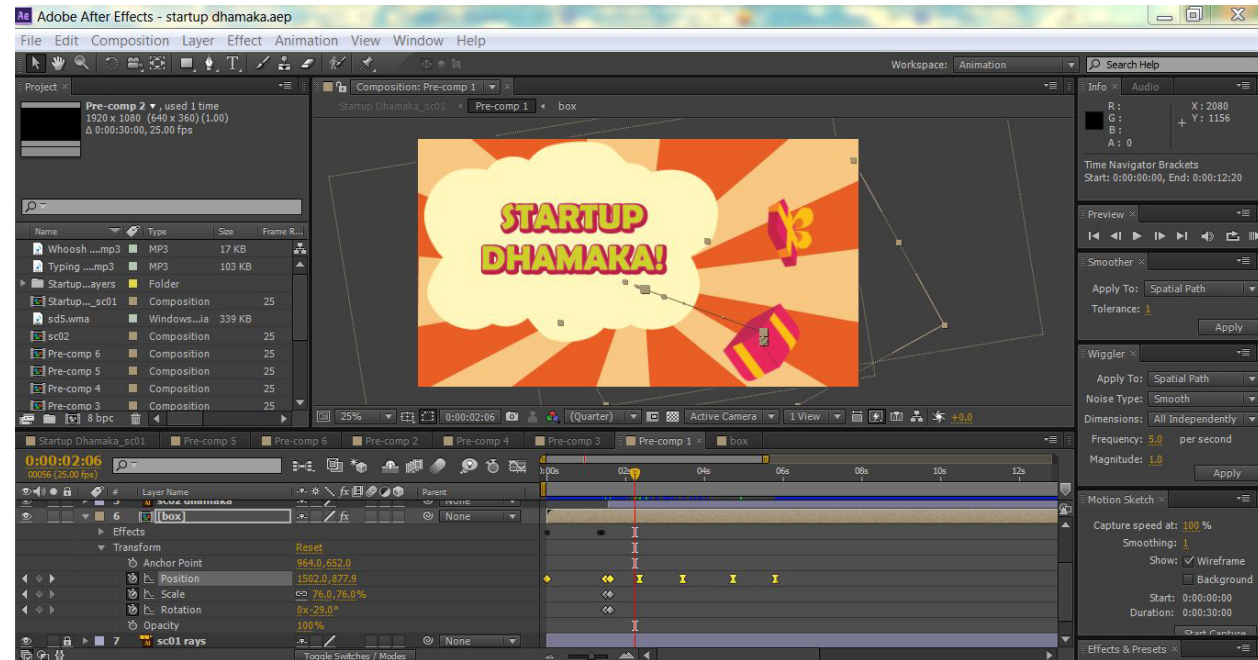 Adobe After Effects - startup dhamaka.aep
File Edit Composition Layer Effect Animation View Window Help
Workspace: Animation
Search Help
Project
Pre-comp 2 ▼, used 1 time
1920 x 1080 (640 x 360) (1.00)
Δ 0:00:30:00, 25.00 fps
Name Type Size Frame R...
Whoosh ....mp3 MP3 17 KB
Typing ....mp3 MP3 103 KB
Startup...ayers Folder
Startup..._sc01 Composition 25
sd5.wma Windows...ia 339 KB
sc02 Composition 25
Pre-comp 6 Composition 25
Pre-comp 5 Composition 25
Pre-comp 4 Composition 25
Pre-comp 3 Composition 25
8 bpc
Composition: Pre-comp 1
Startup Dhamaka_sc01 Pre-comp 1 box
STARTUP
DHAMAKA!
25% 0:00:02:06 (Quarter) Active Camera 1 View +0.0
Info Audio
R: X: 2080
G: Y: 1156
B:
A: 0
Time Navigator Brackets
Start: 0:00:00:00, End: 0:00:12:20
Preview
Smoother
Apply To: Spatial Path
Tolerance: 1
Apply
Wiggler
Apply To: Spatial Path
Noise Type: Smooth
Dimensions: All Independently
Frequency: 5.0 per second
Magnitude: 1.0
Apply
Motion Sketch
Capture speed at: 100 %
Smoothing: 1
Show: Wireframe
Background
Start: 0:00:00:00
Duration: 0:00:30:00
Start Capture
Effects & Presets
Startup Dhamaka_sc01 Pre-comp 5 Pre-comp 6 Pre-comp 2 Pre-comp 4 Pre-comp 3 Pre-comp 1 box
0:00:02:06
00056 (25.00 fps)
):00s 02s 04s 06s 08s 10s 12s
# Layer Name Parent
5 sc02 dhamaka None
6 [box] None
Effects
Transform Reset
Anchor Point 964.0,652.0
Position 1502.0,877.9
Scale 76.0,76.0%
Rotation 0x-29.0°
Opacity 100%
7 sc01 rays None
Toggle Switches / Modes